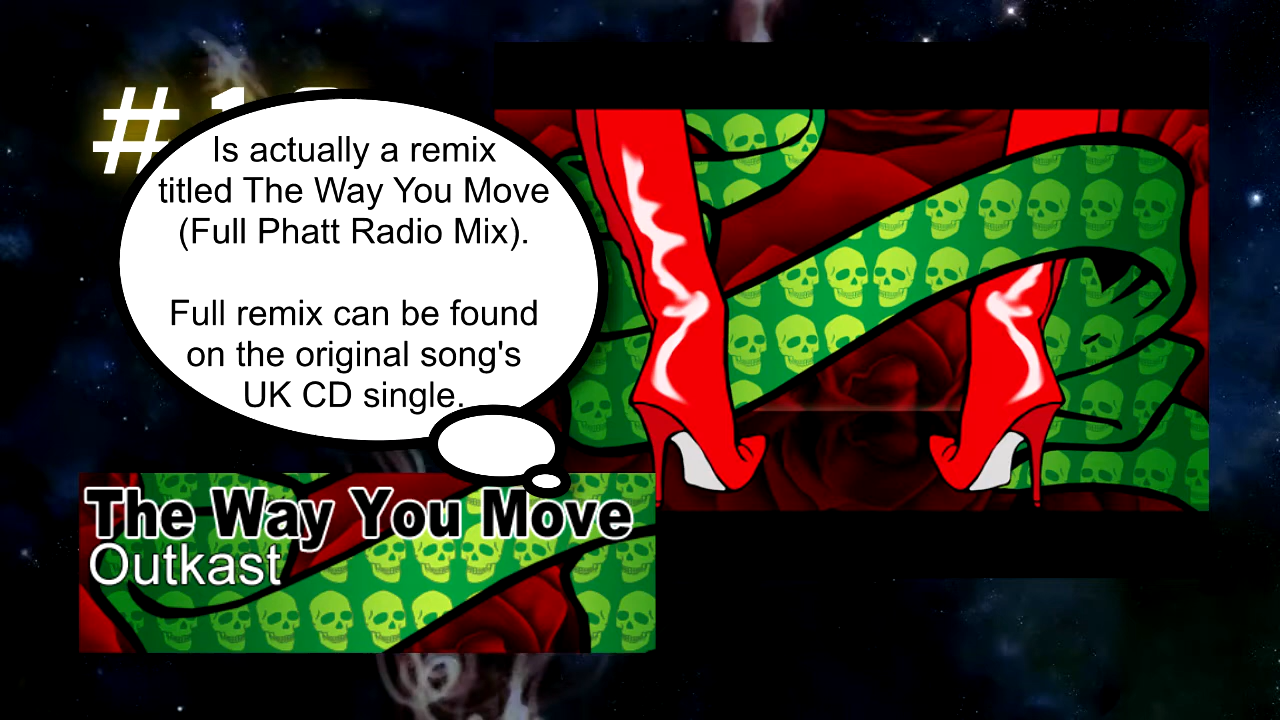 #
Is actually a remix
titled The Way You Move
(Full Phatt Radio Mix).
Full remix can be found
on the original song's
UK CD single.
The Way You Move
Outkast